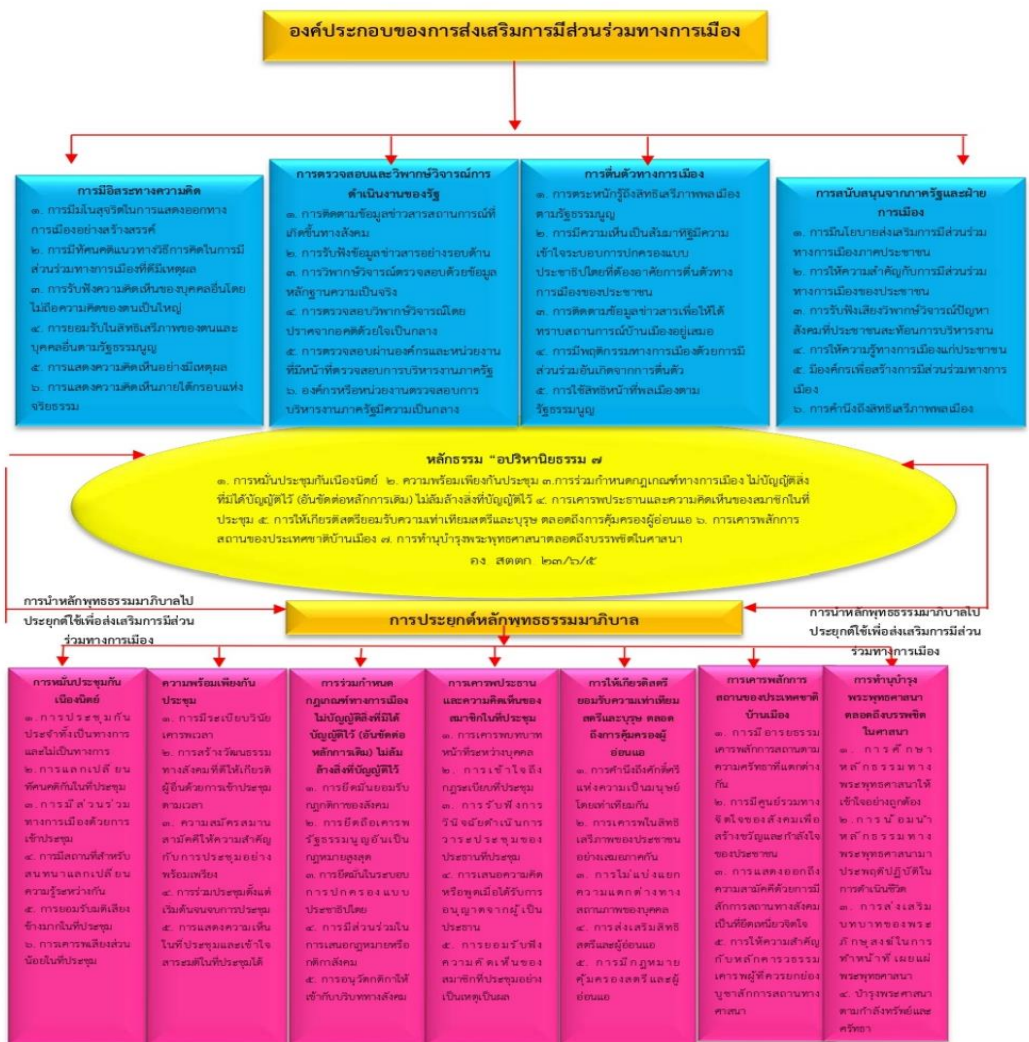 องค์ประกอบของการส่งเสริมการมีส่วนร่วมทางการเมือง
การมีอิสระทางความคิด
๑. การมีมโนสุจริตในการแสดงออกทาง
การเมืองอย่างสร้างสรรค์
๒. การมีทัศนคติแนวทางวิธีการคิดในการมี
ส่วนร่วมทางการเมืองที่ดีมีเหตุผล
๓. การรับฟังความคิดเห็นของบุคคลอื่นโดย
ไม่ถือความคิดของตนเป็นใหญ่
๔. การยอมรับในสิทธิเสรีภาพของตนและ
บุคคลอื่นตามรัฐธรรมนูญ
๕. การแสดงความคิดเห็นอย่างมีเหตุผล
๖. การแสดงความคิดเห็นภายใต้กรอบแห่ง
จริยธรรม
การตรวจสอบและวิพากษ์วิจารณ์การ
ดำเนินงานของรัฐ
๑. การติดตามข้อมูลข่าวสารสถานการณ์ที่
เกิดขึ้นทางสังคม
๒. การรับฟังข้อมูลข่าวสารอย่างรอบด้าน
๓. การวิพากษ์วิจารณ์ตรวจสอบด้วยข้อมูล
หลักฐานความเป็นจริง
๔. การตรวจสอบวิพากษ์วิจารณ์โดย
ปราศจากอคติด้วยใจเป็นกลาง
๕. การตรวจสอบผ่านองค์กรและหน่วยงาน
ที่มีหน้าที่ตรวจสอบการบริหารงานภาครัฐ
๖. องค์กรหรือหน่วยงานตรวจสอบการ
บริหารงานภาครัฐมีความเป็นกลาง
การตื่นตัวทางการเมือง
๑. การตระหนักรู้ถึงสิทธิเสรีภาพพลเมือง
ตามรัฐธรรมนูญ
๒. การมีความเห็นเป็นสัมมาทิฐิมีความ
เข้าใจระบอบการปกครองแบบ
ประชาธิปไตยที่ต้องอาศัยการตื่นตัวทาง
การเมืองของประชาชน
๓. การติดตามข้อมูลข่าวสารเพื่อให้ได้
ทราบสถานการณ์บ้านเมืองอยู่เสมอ
๔. การมีพฤติกรรมทางการเมืองด้วยการมี
ส่วนร่วมอันเกิดจากการตื่นตัว
๕. การใช้สิทธิหน้าที่พลเมืองตาม
รัฐธรรมนูญ
การสนับสนุนจากภาครัฐและฝ่าย
การเมือง
๑. การมีนโยบายส่งเสริมการมีส่วนร่วม
ทางการเมืองภาคประชาชน
๒. การให้ความสำคัญกับการมีส่วนร่วม
ทางการเมืองของประชาชน
๓. การรับฟังเสียงวิพากษ์วิจารณ์ปัญหา
สังคมที่ประชาชนสะท้อนการบริหารงาน
๔. การให้ความรู้ทางการเมืองแก่ประชาชน
๕. มีองค์กรเพื่อสร้างการมีส่วนร่วมทางการ
เมือง
๖. การคำนึงถึงสิทธิเสรีภาพพลเมือง
หลักธรรม "อปริหานิยธรรม ๗
๑. การหมั่นประชุมกันเนืองนิตย์ ๒. ความพร้อมเพียงกันประชุม ๓.การร่วมกำหนดกฎเกณฑ์ทางการเมือง ไม่บัญญัติสิ่ง
ที่มิได้บัญญัติไว้ (อันขัดต่อหลักการเดิม) ไม่ล้มล้างสิ่งที่บัญญัติไว้ ๔. การเคารพประธานและความคิดเห็นของสมาชิกในที่
ประชุม ๕. การให้เกียรติสตรียอมรับความเท่าเทียมสตรีและบุรุษ ตลอดถึงการคุ้มครองผู้อ่อนแอ ๖. การเคารพสักการ
สถานของประเทศชาติบ้านเมือง ๗. การทำนุบำรุงพระพุทธศาสนาตลอดถึงบรรพชิตในศาสนา
อง สตตก ๒๓/๖/๕
การนำหลักพุทธธรรมมาภิบาลไป
ประยุกต์ใช้เพื่อส่งเสริมการมีส่วน
ร่วมทางการเมือง
การประยุกต์หลักพุทธธรรมมาภิบาล
การนำหลักพุทธธรรมมาภิบาลไป
ประยุกต์ใช้เพื่อส่งเสริมการมีส่วน
ร่วมทางการเมือง
การหมั่นประชุมกัน
เนืองนิตย์
๑.การประชุมกัน
ประจำทั้งเป็นทางการ
และไม่เป็นทางการ
๒.การแลกเปลี่ยน
ทัศนคติกันในที่ประชุม
๓.การมีส่วนร่วม
ทางการเมืองด้วยการ
เข้าประชุม
๔. การมีสถานที่สำหรับ
สนทนาแลกเปลี่ยน
ความรู้ระหว่างกัน
๕. การยอมรับมติเสียง
ข้างมากในที่ประชุม
๖. การเคารพเสียงส่วน
น้อยในที่ประชุม
ความพร้อมเพียงกัน
ประชุม
๑. การมีระเบียบวินัย
เคารพเวลา
๒. การสร้างวัฒนธรรม
ทางสังคมที่ดีให้เกียรติ
ผู้อื่นด้วยการเข้าประชุม
ตามเวลา
๓. ความสมัครสมาน
สามัคคีให้ความสำคัญ
กับการประชุมอย่าง
พร้อมเพรียง
๔. การร่วมประชุมตั้งแต่
เริ่มต้นจนจบการประชุม
๕. การแสดงความเห็น
ในที่ประชุมและเข้าใจ
สาระมติในที่ประชุมได้
การร่วมกำหนด
กฎเกณฑ์ทางการเมือง
ไม่บัญญัติสิ่งที่มิได้
บัญญัติไว้ (อันขัดต่อ
หลักการเดิม) ไม่ล้ม
ล้างสิ่งที่บัญญัติไว้
๑. การยึดมั่นยอมรับ
กฎกติกาของสังคม
๒. การยึดถือเคารพ
รัฐธรรมนูญอันเป็น
กฎหมายสูงสุด
๓. การยึดมั่นในระบอบ
การปกครองแบบ
ประชาธิปไตย
๔. การมีส่วนร่วมใน
การเสนอกฎหมายหรือ
กติกาสังคม
๕. การอนุวัตกติกาให้
เข้ากับบริบททางสังคม
การเคารพประธาน
และความคิดเห็นของ
สมาชิกในที่ประชุม
๑. การเคารพบทบาท
หน้าที่ระหว่างบุคคล
๒. การเข้าใจถึง
กฎระเบียบที่ประชุม
๓. การรับฟังการ
วินิจฉัยดำเนินการ
วาระประชุมของ
ประธานที่ประชุม
๔. การเสนอความคิด
หรือพูดเมื่อได้รับการ
อนุญาตจากผู้เป็น
ประธาน
๕. การยอมรับฟัง
ความคิดเห็นของ
สมาชิกที่ประชุมอย่าง
เป็นเหตุเป็นผล
การให้เกียรติสตรี
ยอมรับความเท่าเทียม
สตรีและบุรุษ ตลอด
ถึงการคุ้มครองผู้
อ่อนแอ
๑. การคำนึงถึงศักดิ์ศรี
แห่งความเป็นมนุษย์
โดยเท่าเทียมกัน
๒. การเคารพในสิทธิ
เสรีภาพของประชาชน
อย่างเสมอภาคกัน
๓. การไม่แบ่งแยก
ความแตกต่างทาง
สถานภาพของบุคคล
๔. การส่งเสริมสิทธิ
สตรีและผู้อ่อนแอ
๕. การมีกฎหมาย
คุ้มครองสตรีและผู้
อ่อนแอ
การเคารพสักการ
สถานของประเทศชาติ
บ้านเมือง
๑. การมีอารยธรรม
เคารพสักการสถานตาม
ความศรัทธาที่แตกต่าง
กัน
๒. การมีศูนย์รวมทาง
จิตใจของสังคมเพื่อ
สร้างขวัญและกำลังใจ
ของประชาชน
๓. การแสดงออกถึง
ความสามัคคีด้วยการมี
สักการสถานทางสังคม
เป็นที่ยึดเหนี่ยวจิตใจ
๕. การให้ความสำคัญ
กับหลักคารวธรรม
เคารพผู้ที่ควรยกย่อง
บูชาสักการสถานทาง
ศาสนา
การทำนุบำรุง
พระพุทธศาสนา
ตลอดถึงบรรพชิต
ในศาสนา
๑. การศึกษา
หลักธรรมทาง
พระพุทธศาสนาให้
เข้าใจอย่างถูกต้อง
๒. การน้อมนำ
หลักธรรมทาง
พระพุทธศาสนามา
ประพฤติปฏิบัติใน
การดำเนินชีวิต
๓. การส่งเสริม
บทบาทของพระ
ภิกษุสงฆ์ในการ
ทำหน้าที่เผยแผ่
พระพุทธศาสนา
๔. บำรุงพระศาสนา
ตามกำลังทรัพย์และ
ศรัทธา